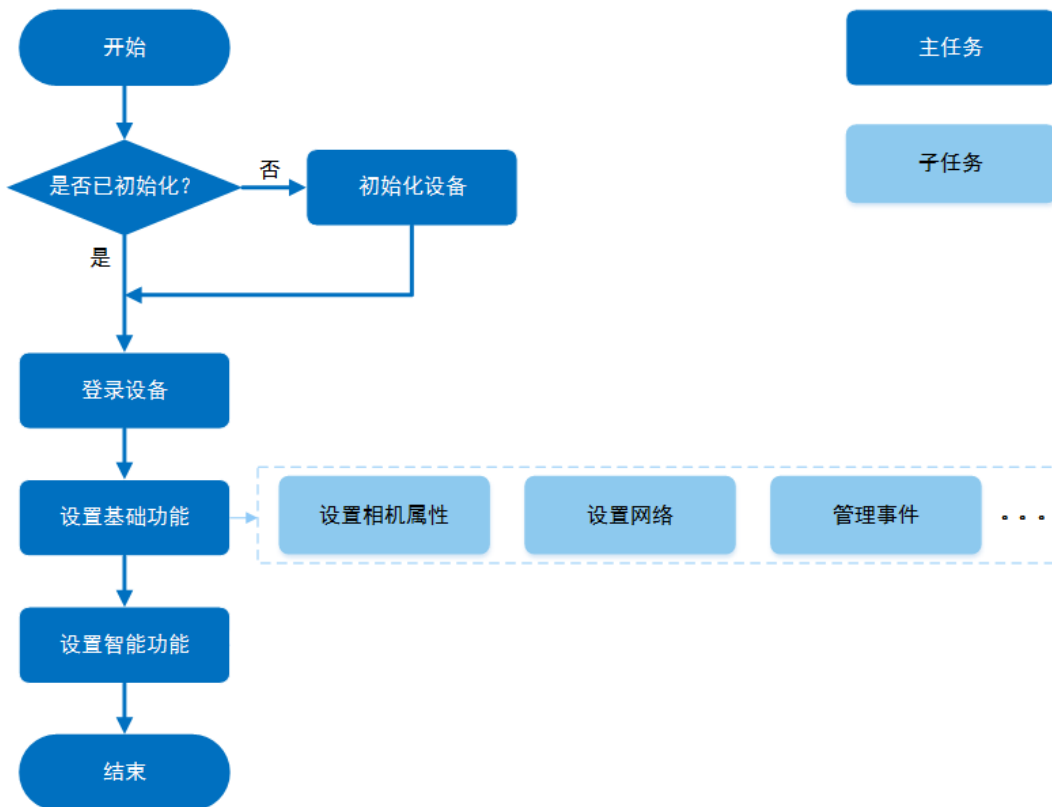 开始
主任务
子任务
是否已初始化？
否
初始化设备
是
登录设备
设置基础功能
设置相机属性
设置网络
管理事件
。。。
设置智能功能
结束